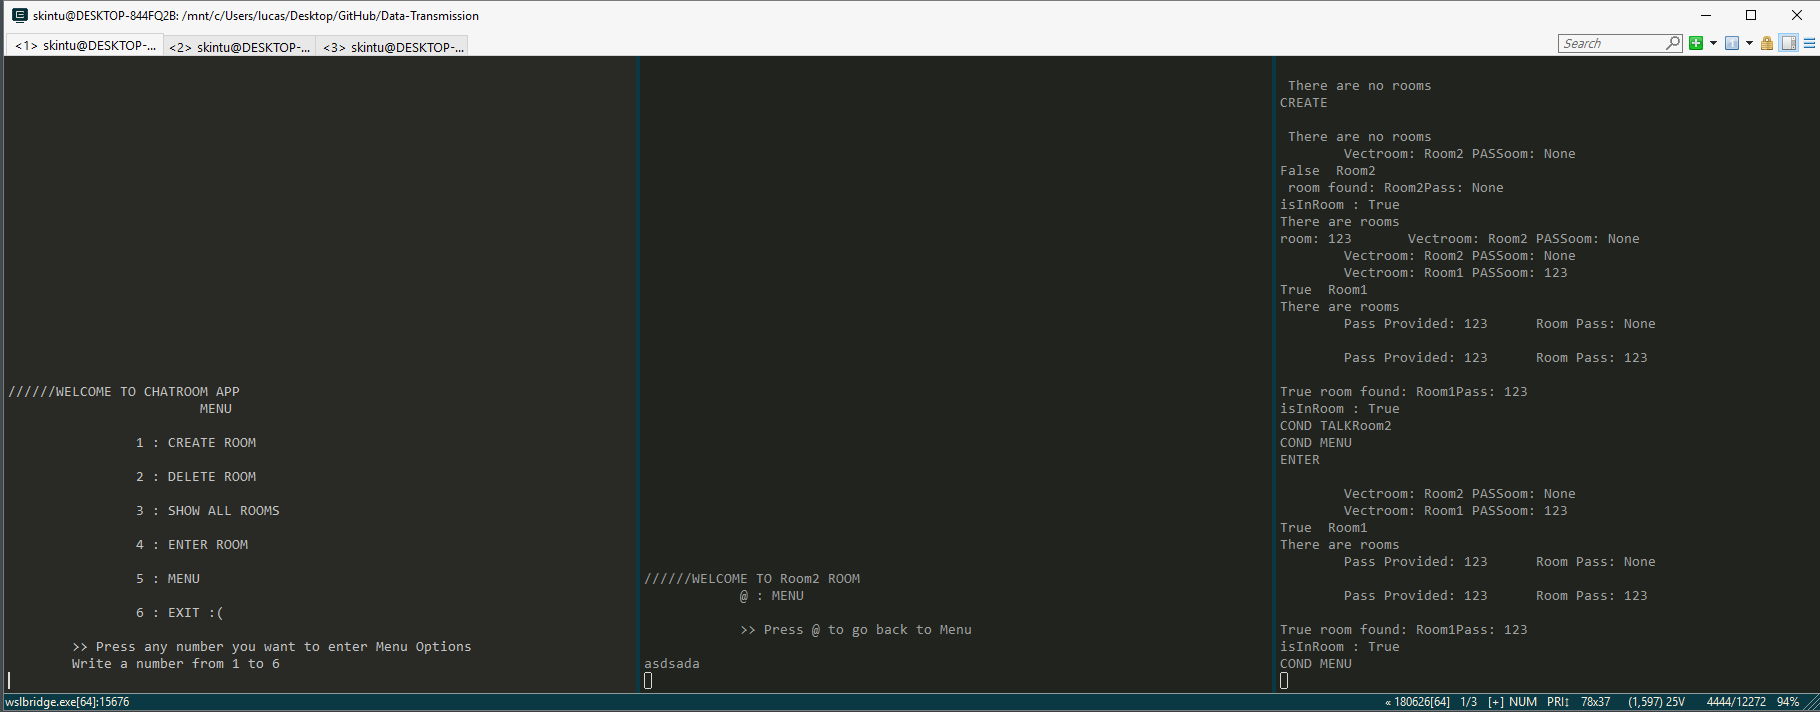 skintu@DESKTOP-844FQ2B: /mnt/c/Users/lucas/Desktop/GitHub/Data-Transmission
<1> skintu@DESKTOP-... <2> skintu@DESKTOP-... <3> skintu@DESKTOP-...
Search
//////WELCOME TO CHATROOM APP
MENU
1 : CREATE ROOM
2 : DELETE ROOM
3 : SHOW ALL ROOMS
4 : ENTER ROOM
5 : MENU
6 : EXIT :(
>> Press any number you want to enter Menu Options
Write a number from 1 to 6
//////WELCOME TO Room2 ROOM
@ : MENU
>> Press @ to go back to Menu
asdsada
There are no rooms
CREATE
There are no rooms
Vectroom: Room2 PASSoom: None
False  Room2
room found: Room2Pass: None
isInRoom : True
There are rooms
room: 123       Vectroom: Room2 PASSoom: None
Vectroom: Room2 PASSoom: None
Vectroom: Room1 PASSoom: 123
True  Room1
There are rooms
Pass Provided: 123      Room Pass: None
Pass Provided: 123      Room Pass: 123
True room found: Room1Pass: 123
isInRoom : True
COND TALKRoom2
COND MENU
ENTER
Vectroom: Room2 PASSoom: None
Vectroom: Room1 PASSoom: 123
True  Room1
There are rooms
Pass Provided: 123      Room Pass: None
Pass Provided: 123      Room Pass: 123
True room found: Room1Pass: 123
isInRoom : True
COND MENU
wslbridge.exe[64]:15676
« 180626[64] 1/3 [+] NUM PRI↕ 78x37 (1,597) 25V 4444/12272 94%